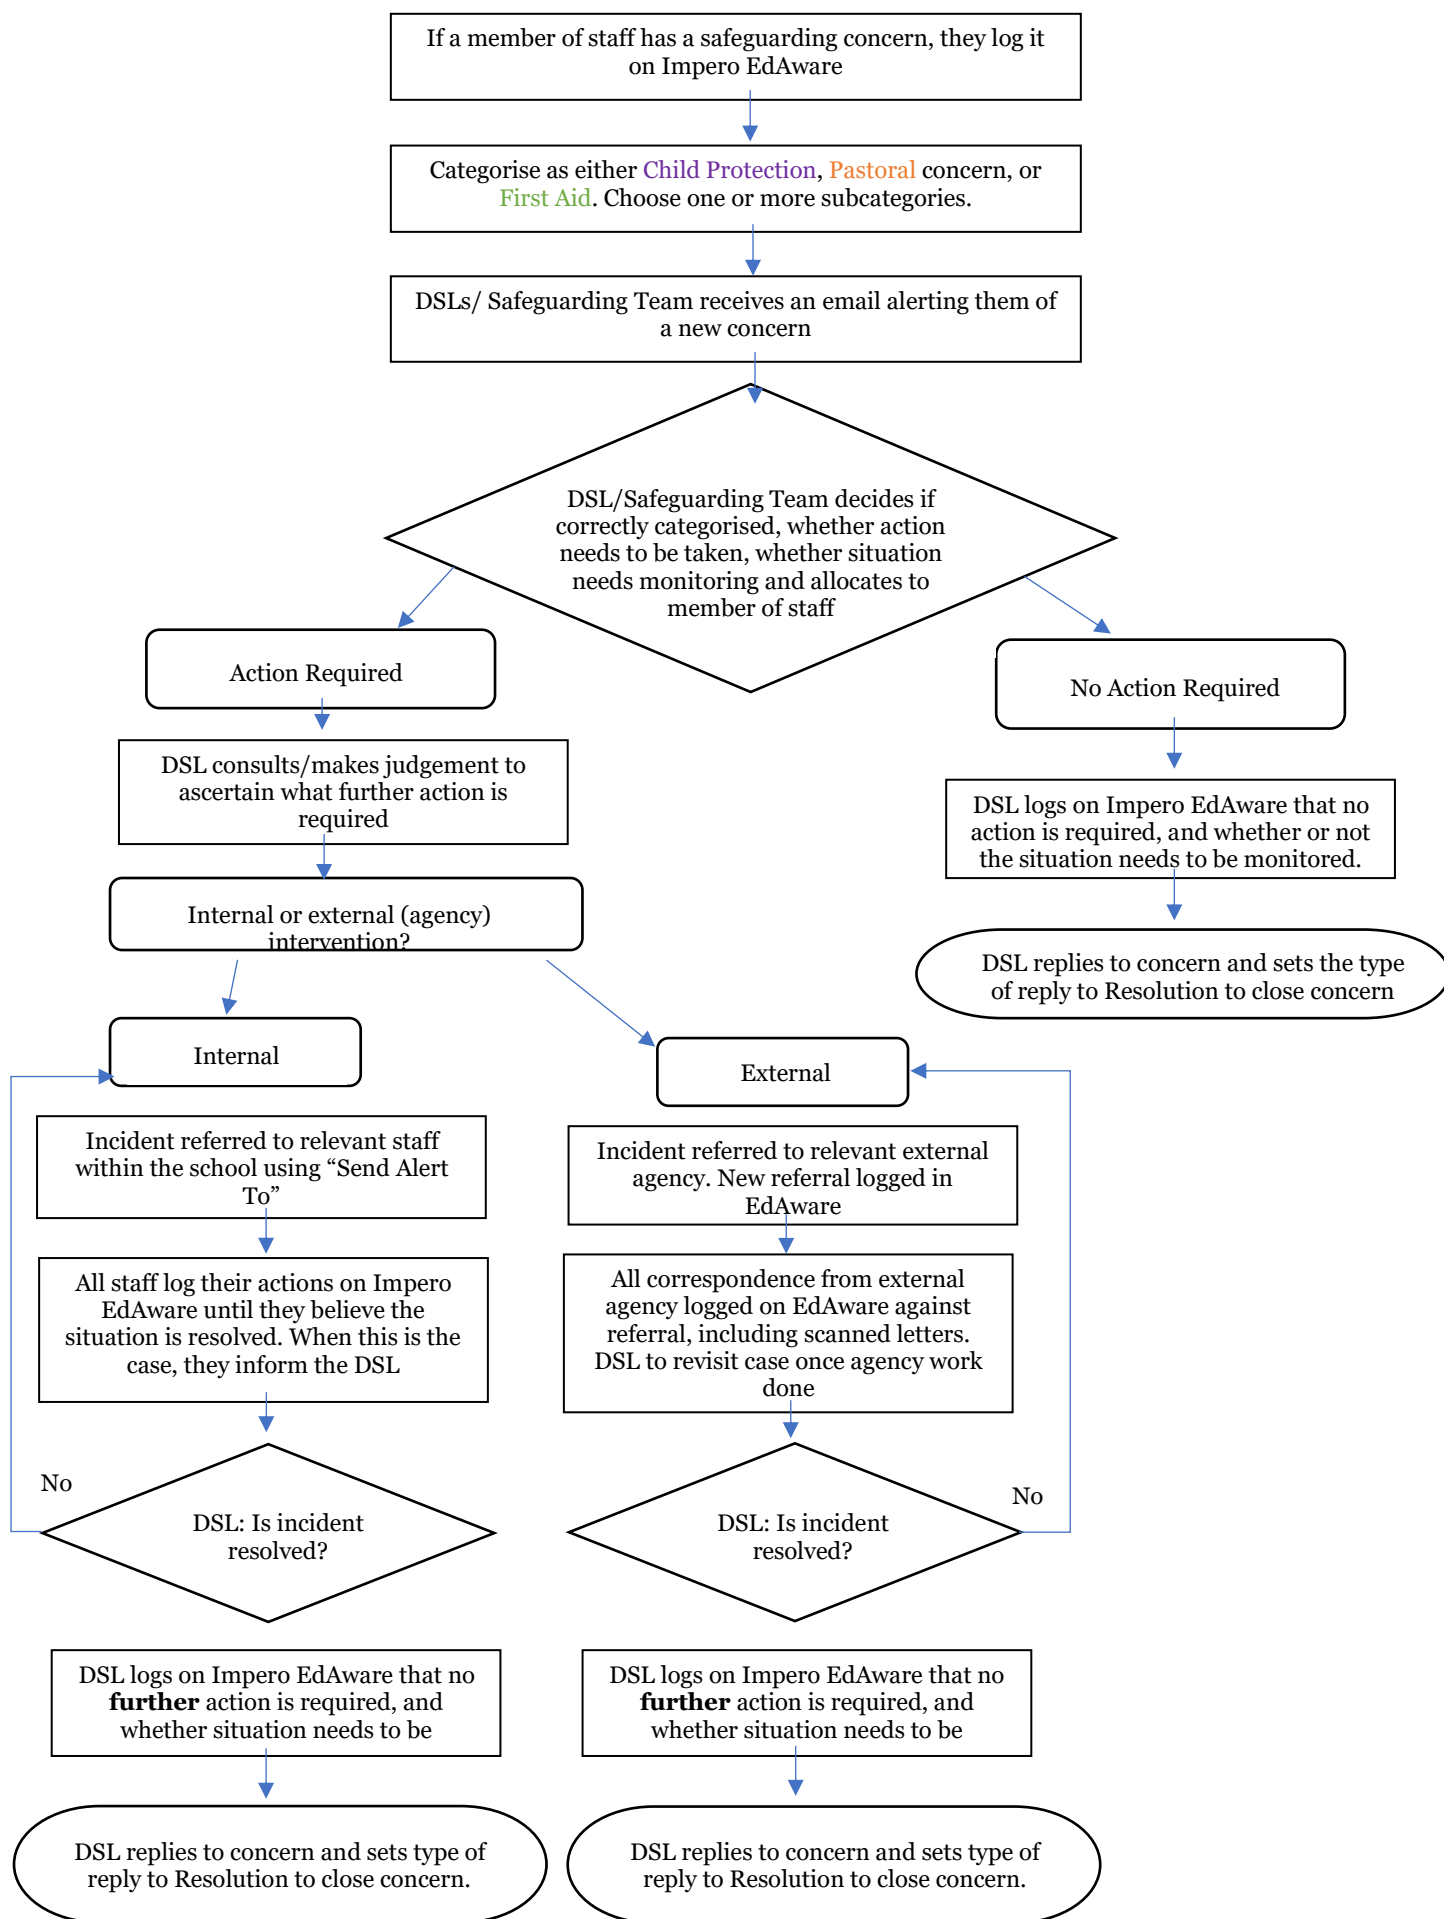 If a member of staff has a safeguarding concern, they log it
on Impero EdAware
Categorise as either Child Protection, Pastoral concern, or
First Aid. Choose one or more subcategories.
DSLs/ Safeguarding Team receives an email alerting them of
a new concern
DSL/Safeguarding Team decides if
correctly categorised, whether action
needs to be taken, whether situation
needs monitoring and allocates to
member of staff
Action Required
No Action Required
DSL consults/makes judgement to
ascertain what further action is
required
DSL logs on Impero EdAware that no
action is required, and whether or not
the situation needs to be monitored.
Internal or external (agency)
intervention?
DSL replies to concern and sets the type
of reply to Resolution to close concern
Internal
External
Incident referred to relevant staff
within the school using “Send Alert
To”
Incident referred to relevant external
agency. New referral logged in
EdAware
All staff log their actions on Impero
EdAware until they believe the
situation is resolved. When this is the
case, they inform the DSL
All correspondence from external
agency logged on EdAware against
referral, including scanned letters.
DSL to revisit case once agency work
done
No
DSL: Is incident
resolved?
No
DSL: Is incident
resolved?
DSL logs on Impero EdAware that no
further action is required, and
whether situation needs to be
DSL logs on Impero EdAware that no
further action is required, and
whether situation needs to be
DSL replies to concern and sets type of
reply to Resolution to close concern.
DSL replies to concern and sets type of
reply to Resolution to close concern.